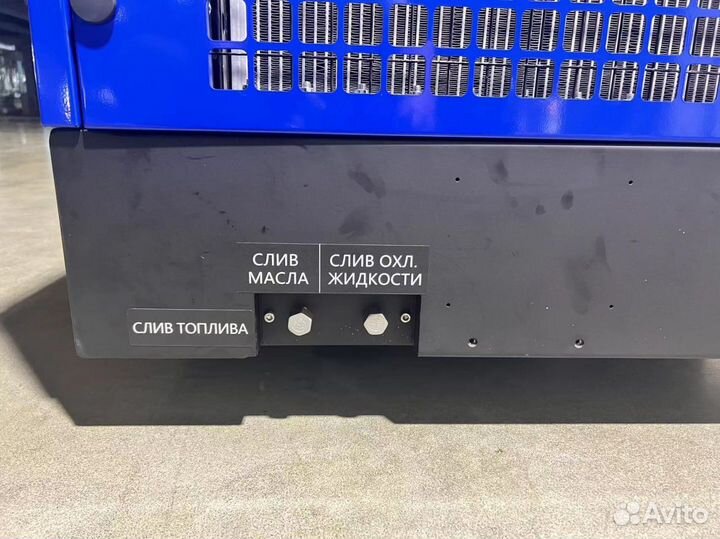 СЛИВ
МАСЛА
СЛИВ ОХЛ.
ЖИДКОСТИ
СЛИВ ТОПЛИВА
Avito